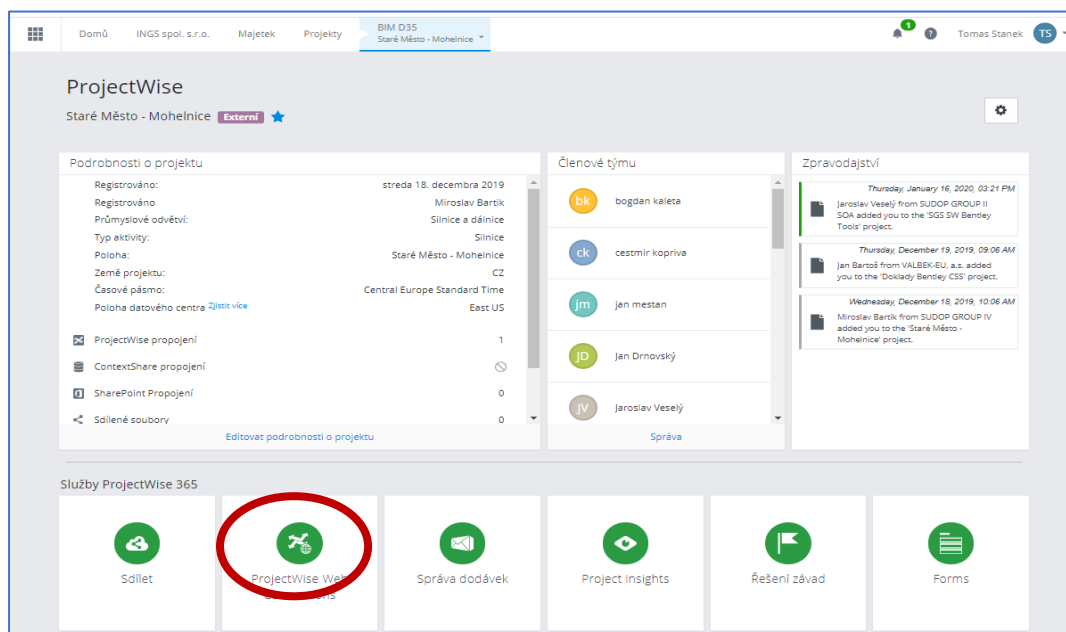 Domů INGS spol. s.r.o. Majetek Projekty BIM D35
Staré Město - Mohelnice
1
Tomas Stanek TS
ProjectWise
Staré Město - Mohelnice Externí
Podrobnosti o projektu
Registrováno: streda 18. decembra 2019
Registrováno Miroslav Bartik
Průmyslové odvětví: Silnice a dálnice
Typ aktivity: Silnice
Poloha: Staré Město - Mohelnice
Země projektu: CZ
Časové pásmo: Central Europe Standard Time
Poloha datového centra Zjistit více East US
ProjectWise propojení 1
ContextShare propojení
SharePoint Propojení 0
Sdílené soubory 0
Editovat podrobnosti o projektu
Členové týmu
bk bogdan kaleta
ck cestmir kopriva
jm jan mestan
JD Jan Drnovský
JV Jaroslav Veselý
Správa
Zpravodajství
Thursday, January 16, 2020, 03:21 PM
Jaroslav Veselý from SUDOP GROUP II
SOA added you to the 'SGS SW Bentley
Tools' project.
Thursday, December 19, 2019, 09:06 AM
Jan Bartoš from VALBEK-EU, a.s. added
you to the 'Doklady Bentley CSS' project.
Wednesday, December 18, 2019, 10:06 AM
Miroslav Bartik from SUDOP GROUP IV
added you to the 'Staré Město -
Mohelnice' project.
Služby ProjectWise 365
Sdílet
ProjectWise Web
Správa dodávek
Project Insights
Řešení závad
Forms